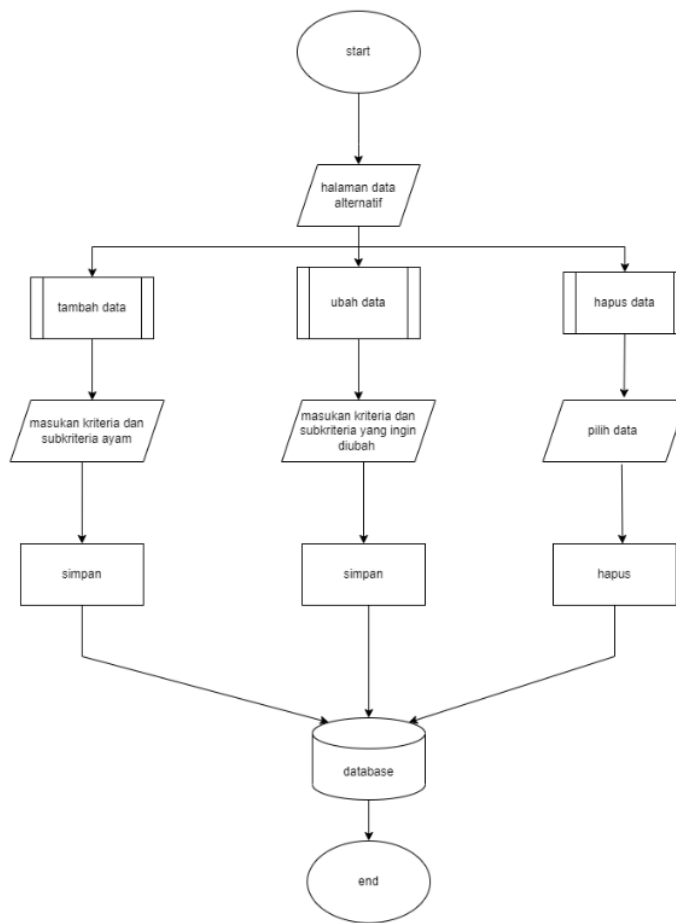 start
halaman data
alternatif
tambah data
ubah data
hapus data
masukan kriteria dan
subkriteria ayam
masukan kriteria dan
subkriteria yang ingin
diubah
pilih data
simpan
simpan
hapus
database
end